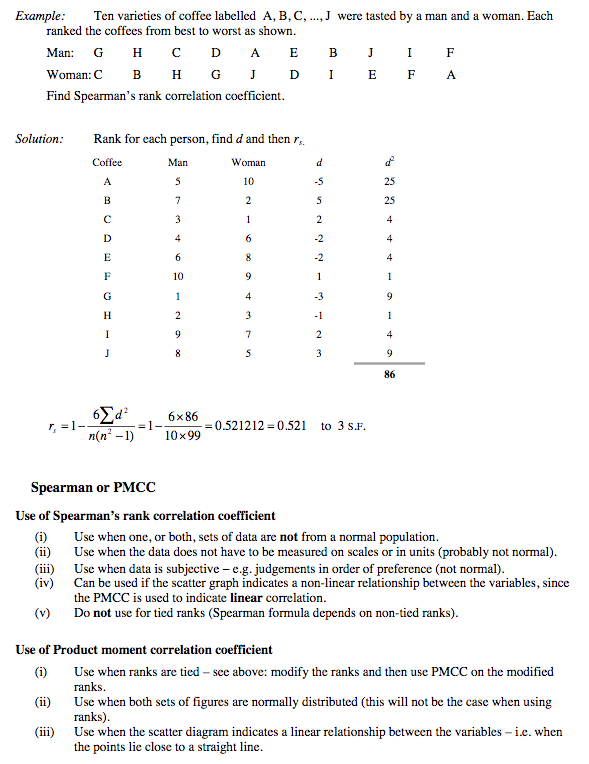 Example: Ten varieties of coffee labelled A, B, C, ..., J were tasted by a man and a woman. Each
ranked the coffees from best to worst as shown.
Man: G H C D A E B J I F
Woman: C B H G J D I E F A
Find Spearman's rank correlation coefficient.
Solution: Rank for each person, find d and then rs.
Coffee Man Woman d d²
A 5 10 -5 25
B 7 2 5 25
C 3 1 2 4
D 4 6 -2 4
E 6 8 -2 4
F 10 9 1 1
G 1 4 -3 9
H 2 3 -1 1
I 9 7 2 4
J 8 5 3 9
86
rs = 1 − 6∑d² / n(n² − 1) = 1 − 6×86 / 10×99 = 0.521212 = 0.521 to 3 S.F.
Spearman or PMCC
Use of Spearman's rank correlation coefficient
(i) Use when one, or both, sets of data are not from a normal population.
(ii) Use when the data does not have to be measured on scales or in units (probably not normal).
(iii) Use when data is subjective – e.g. judgements in order of preference (not normal).
(iv) Can be used if the scatter graph indicates a non-linear relationship between the variables, since
the PMCC is used to indicate linear correlation.
(v) Do not use for tied ranks (Spearman formula depends on non-tied ranks).
Use of Product moment correlation coefficient
(i) Use when ranks are tied – see above: modify the ranks and then use PMCC on the modified
ranks.
(ii) Use when both sets of figures are normally distributed (this will not be the case when using
ranks).
(iii) Use when the scatter diagram indicates a linear relationship between the variables – i.e. when
the points lie close to a straight line.